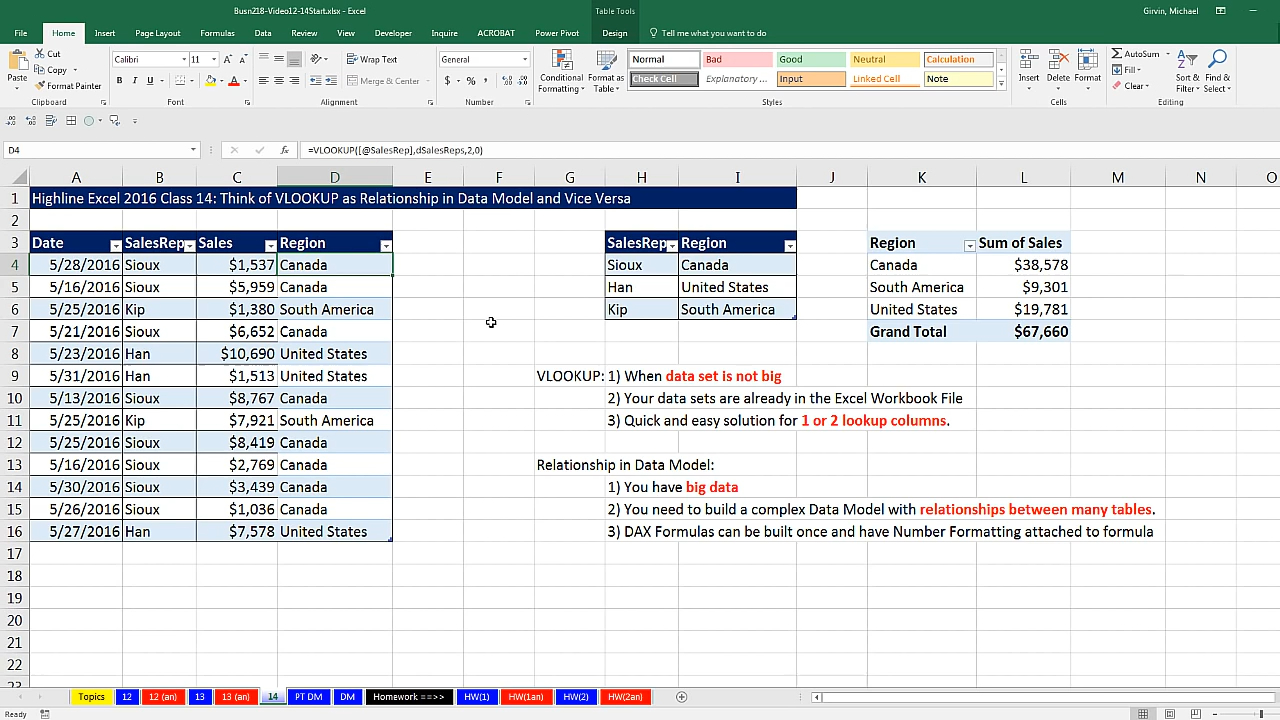 Busn218-Video12-14Start.xlsx - Excel
Table Tools
Girvin, Michael
File Home Insert Page Layout Formulas Data Review View Developer Inquire ACROBAT Power Pivot Design Tell me what you want to do
Paste
Cut
Copy
Format Painter
Clipboard
Calibri 11
B I U
Font
Wrap Text
Merge & Center
Alignment
General
$ % ,
Number
Conditional Formatting
Format as Table
Normal Bad Good Neutral Calculation
Check Cell Explanatory ... Input Linked Cell Note
Styles
Insert Delete Format
Cells
AutoSum
Fill
Clear
Sort & Filter
Find & Select
Editing
D4 fx =VLOOKUP([@SalesRep],dSalesReps,2,0)
A B C D E F G H I J K L M N O
1 Highline Excel 2016 Class 14: Think of VLOOKUP as Relationship in Data Model and Vice Versa
2
3 Date SalesRep Sales Region SalesRep Region Region Sum of Sales
4 5/28/2016 Sioux $1,537 Canada Sioux Canada Canada $38,578
5 5/16/2016 Sioux $5,959 Canada Han United States South America $9,301
6 5/25/2016 Kip $1,380 South America Kip South America United States $19,781
7 5/21/2016 Sioux $6,652 Canada Grand Total $67,660
8 5/23/2016 Han $10,690 United States
9 5/31/2016 Han $1,513 United States VLOOKUP: 1) When data set is not big
10 5/13/2016 Sioux $8,767 Canada 2) Your data sets are already in the Excel Workbook File
11 5/25/2016 Kip $7,921 South America 3) Quick and easy solution for 1 or 2 lookup columns.
12 5/25/2016 Sioux $8,419 Canada
13 5/16/2016 Sioux $2,769 Canada Relationship in Data Model:
14 5/30/2016 Sioux $3,439 Canada 1) You have big data
15 5/26/2016 Sioux $1,036 Canada 2) You need to build a complex Data Model with relationships between many tables.
16 5/27/2016 Han $7,578 United States 3) DAX Formulas can be built once and have Number Formatting attached to formula
17
18
19
20
21
22
23
Topics 12 12 (an) 13 13 (an) 14 PT DM DM Homework ==>> HW(1) HW(1an) HW(2) HW(2an)
Ready